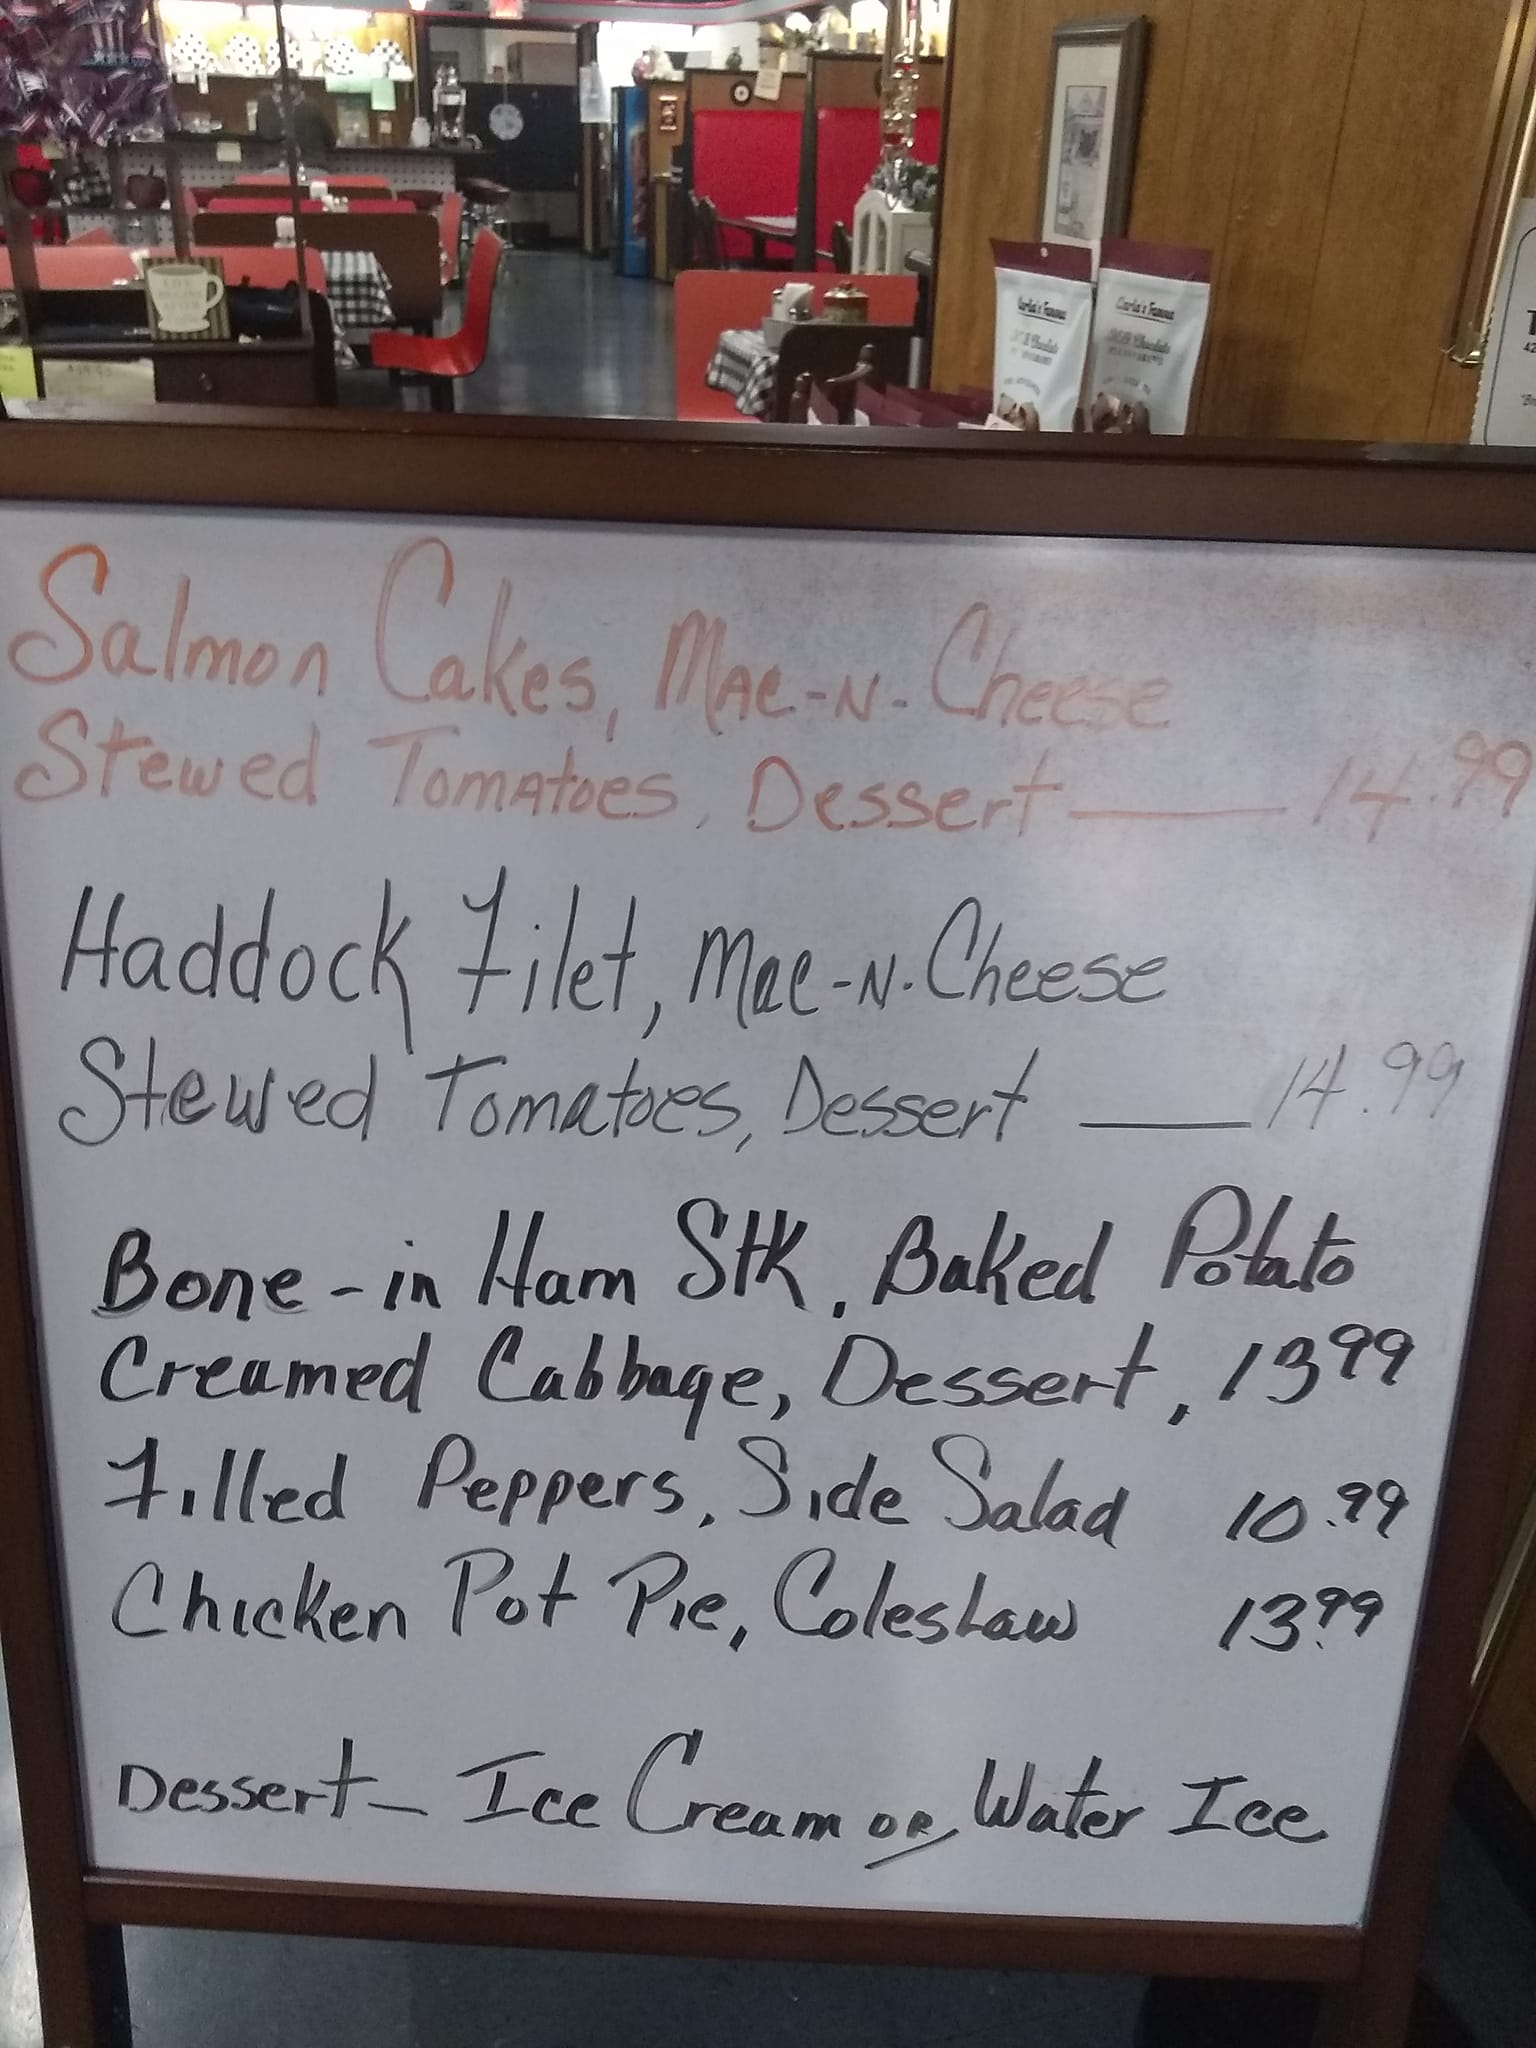 Salmon Cakes, Mac-N-Cheese
Stewed Tomatoes, Dessert — 14.99
Haddock Filet, Mac-N-Cheese
Stewed Tomatoes, Dessert — 14.99
Bone-in Ham Stk, Baked Potato
Creamed Cabbage, Dessert, 13 99
Filled Peppers, Side Salad 10.99
Chicken Pot Pie, Coleslaw 13.99
Dessert - Ice Cream or Water Ice